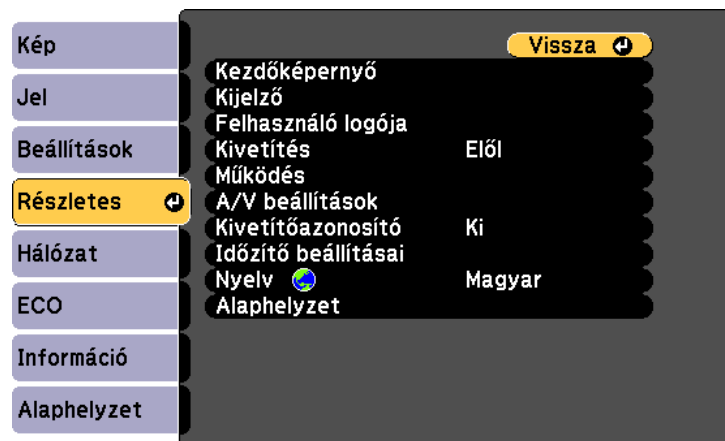 Kép
Jel
Beállítások
Részletes
Hálózat
ECO
Információ
Alaphelyzet
Vissza
Kezdőképernyő
Kijelző
Felhasználó logója
Kivetítés Elől
Működés
A/V beállítások
Kivetítőazonosító Ki
Időzítő beállításai
Nyelv Magyar
Alaphelyzet